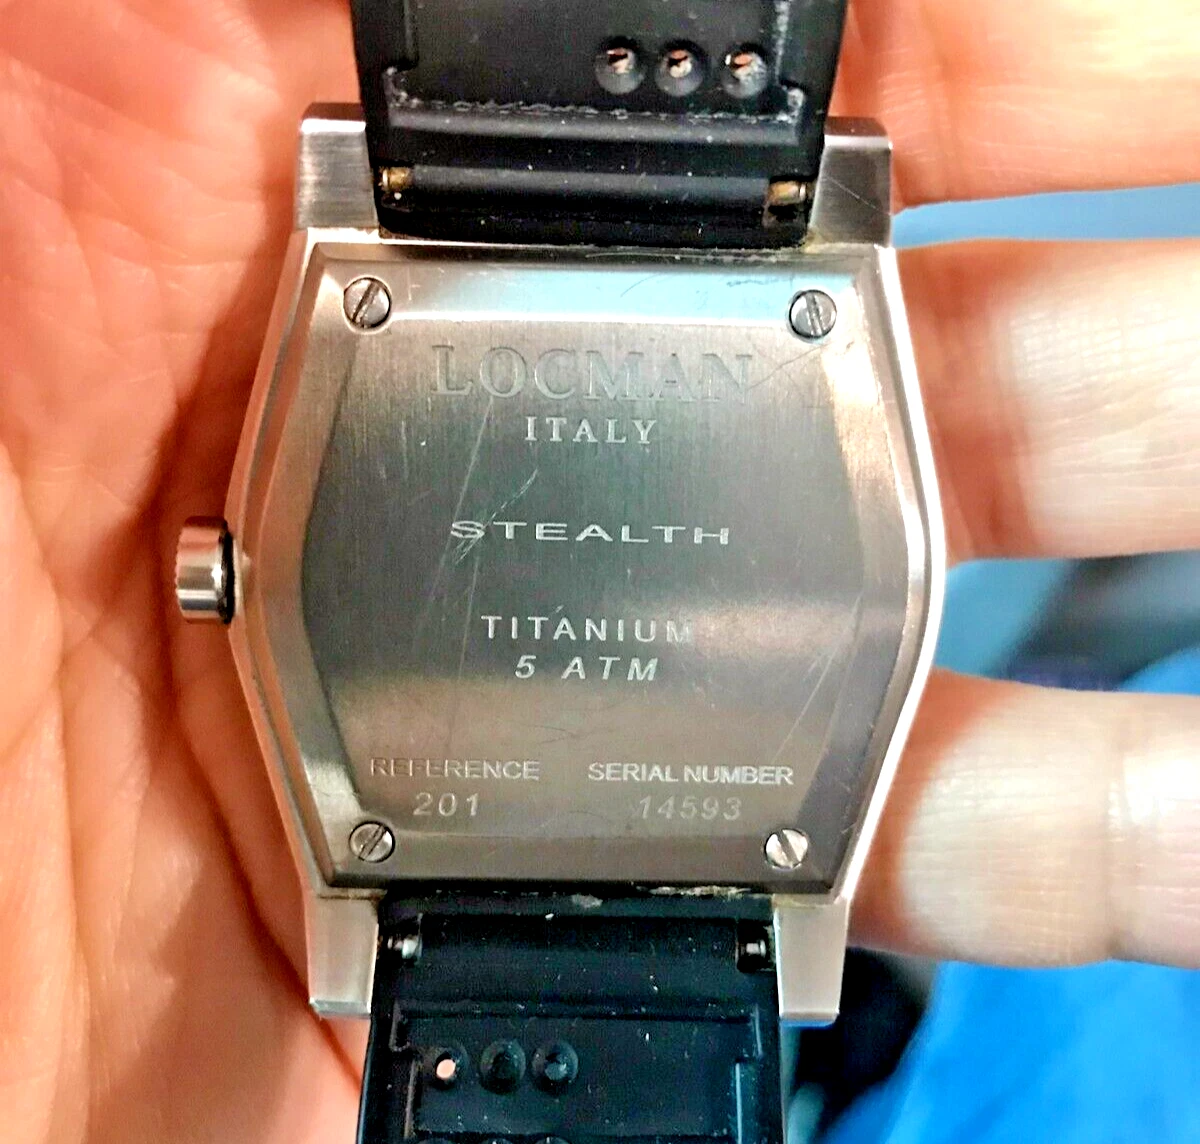 LOCMAN
ITALY
STEALTH
TITANIUM
5 ATM
REFERENCE SERIAL NUMBER
201 14593